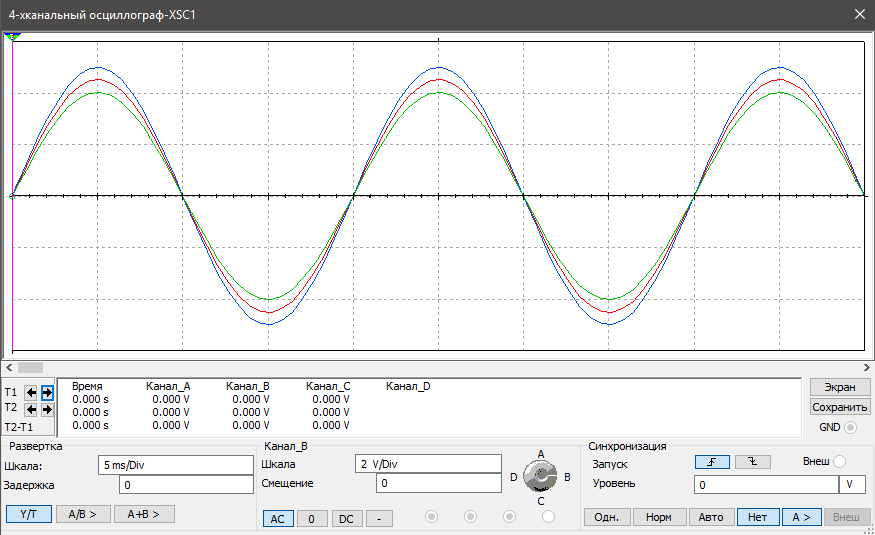 4-хканальный осциллограф-XSC1
Время Канал_A Канал_B Канал_C Канал_D
T1 0.000 s 0.000 V 0.000 V 0.000 V
T2 0.000 s 0.000 V 0.000 V 0.000 V
T2-T1 0.000 s 0.000 V 0.000 V 0.000 V
Экран
Сохранить
GND
Развертка
Шкала: 5 ms/Div
Задержка 0
Y/T A/B > A+B >
Канал_B
Шкала 2 V/Div
Смещение 0
AC 0 DC -
A
D B
C
Синхронизация
Запуск Внеш
Уровень 0 V
Одн. Норм Авто Нет A > Внеш